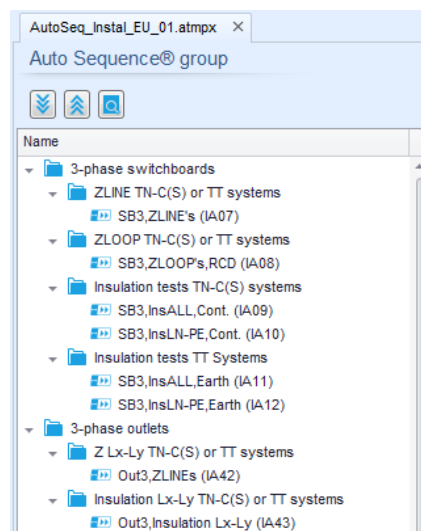 AutoSeq_Instal_EU_01.atmpx ×
Auto Sequence® group
Name
3-phase switchboards
ZLINE TN-C(S) or TT systems
SB3,ZLINE's (IA07)
ZLOOP TN-C(S) or TT systems
SB3,ZLOOP's,RCD (IA08)
Insulation tests TN-C(S) systems
SB3,InsALL,Cont. (IA09)
SB3,InsLN-PE,Cont. (IA10)
Insulation tests TT Systems
SB3,InsALL,Earth (IA11)
SB3,InsLN-PE,Earth (IA12)
3-phase outlets
Z Lx-Ly TN-C(S) or TT systems
Out3,ZLINEs (IA42)
Insulation Lx-Ly TN-C(S) or TT systems
Out3,Insulation Lx-Ly (IA43)